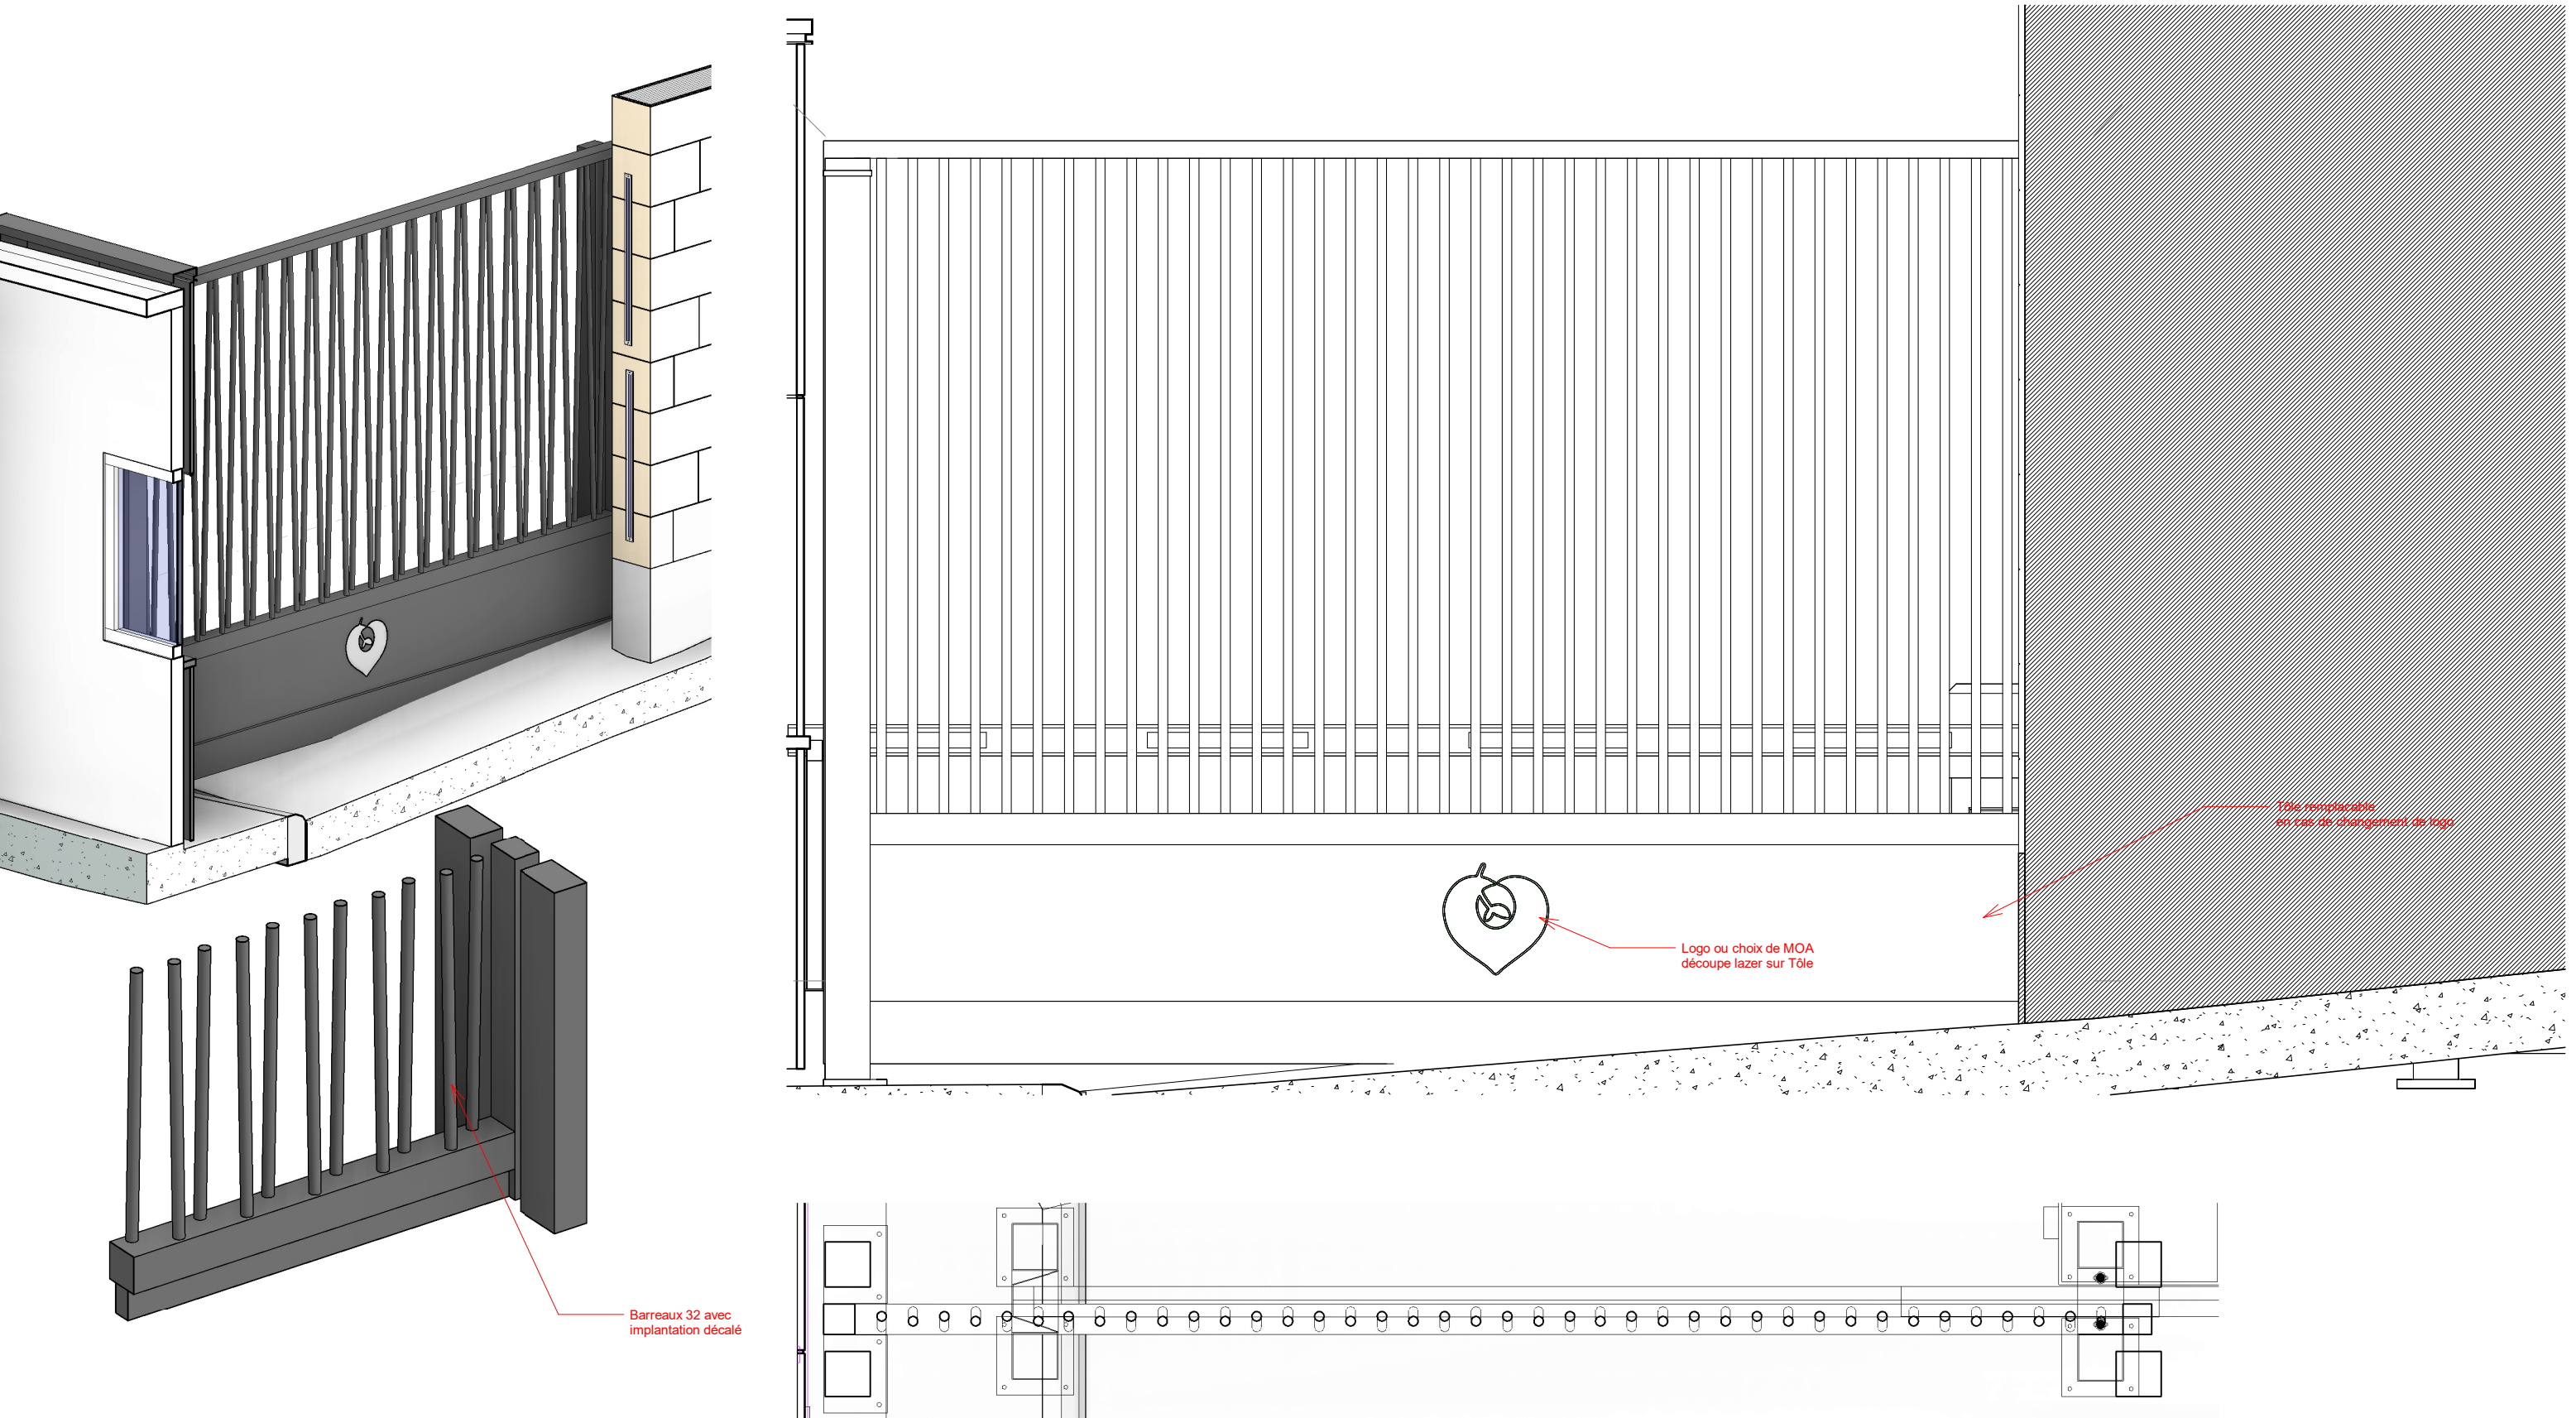 Tôle remplaçable
en cas de changement de logo
Logo ou choix de MOA
découpe lazer sur Tôle
Barreaux 32 avec
implantation décalé